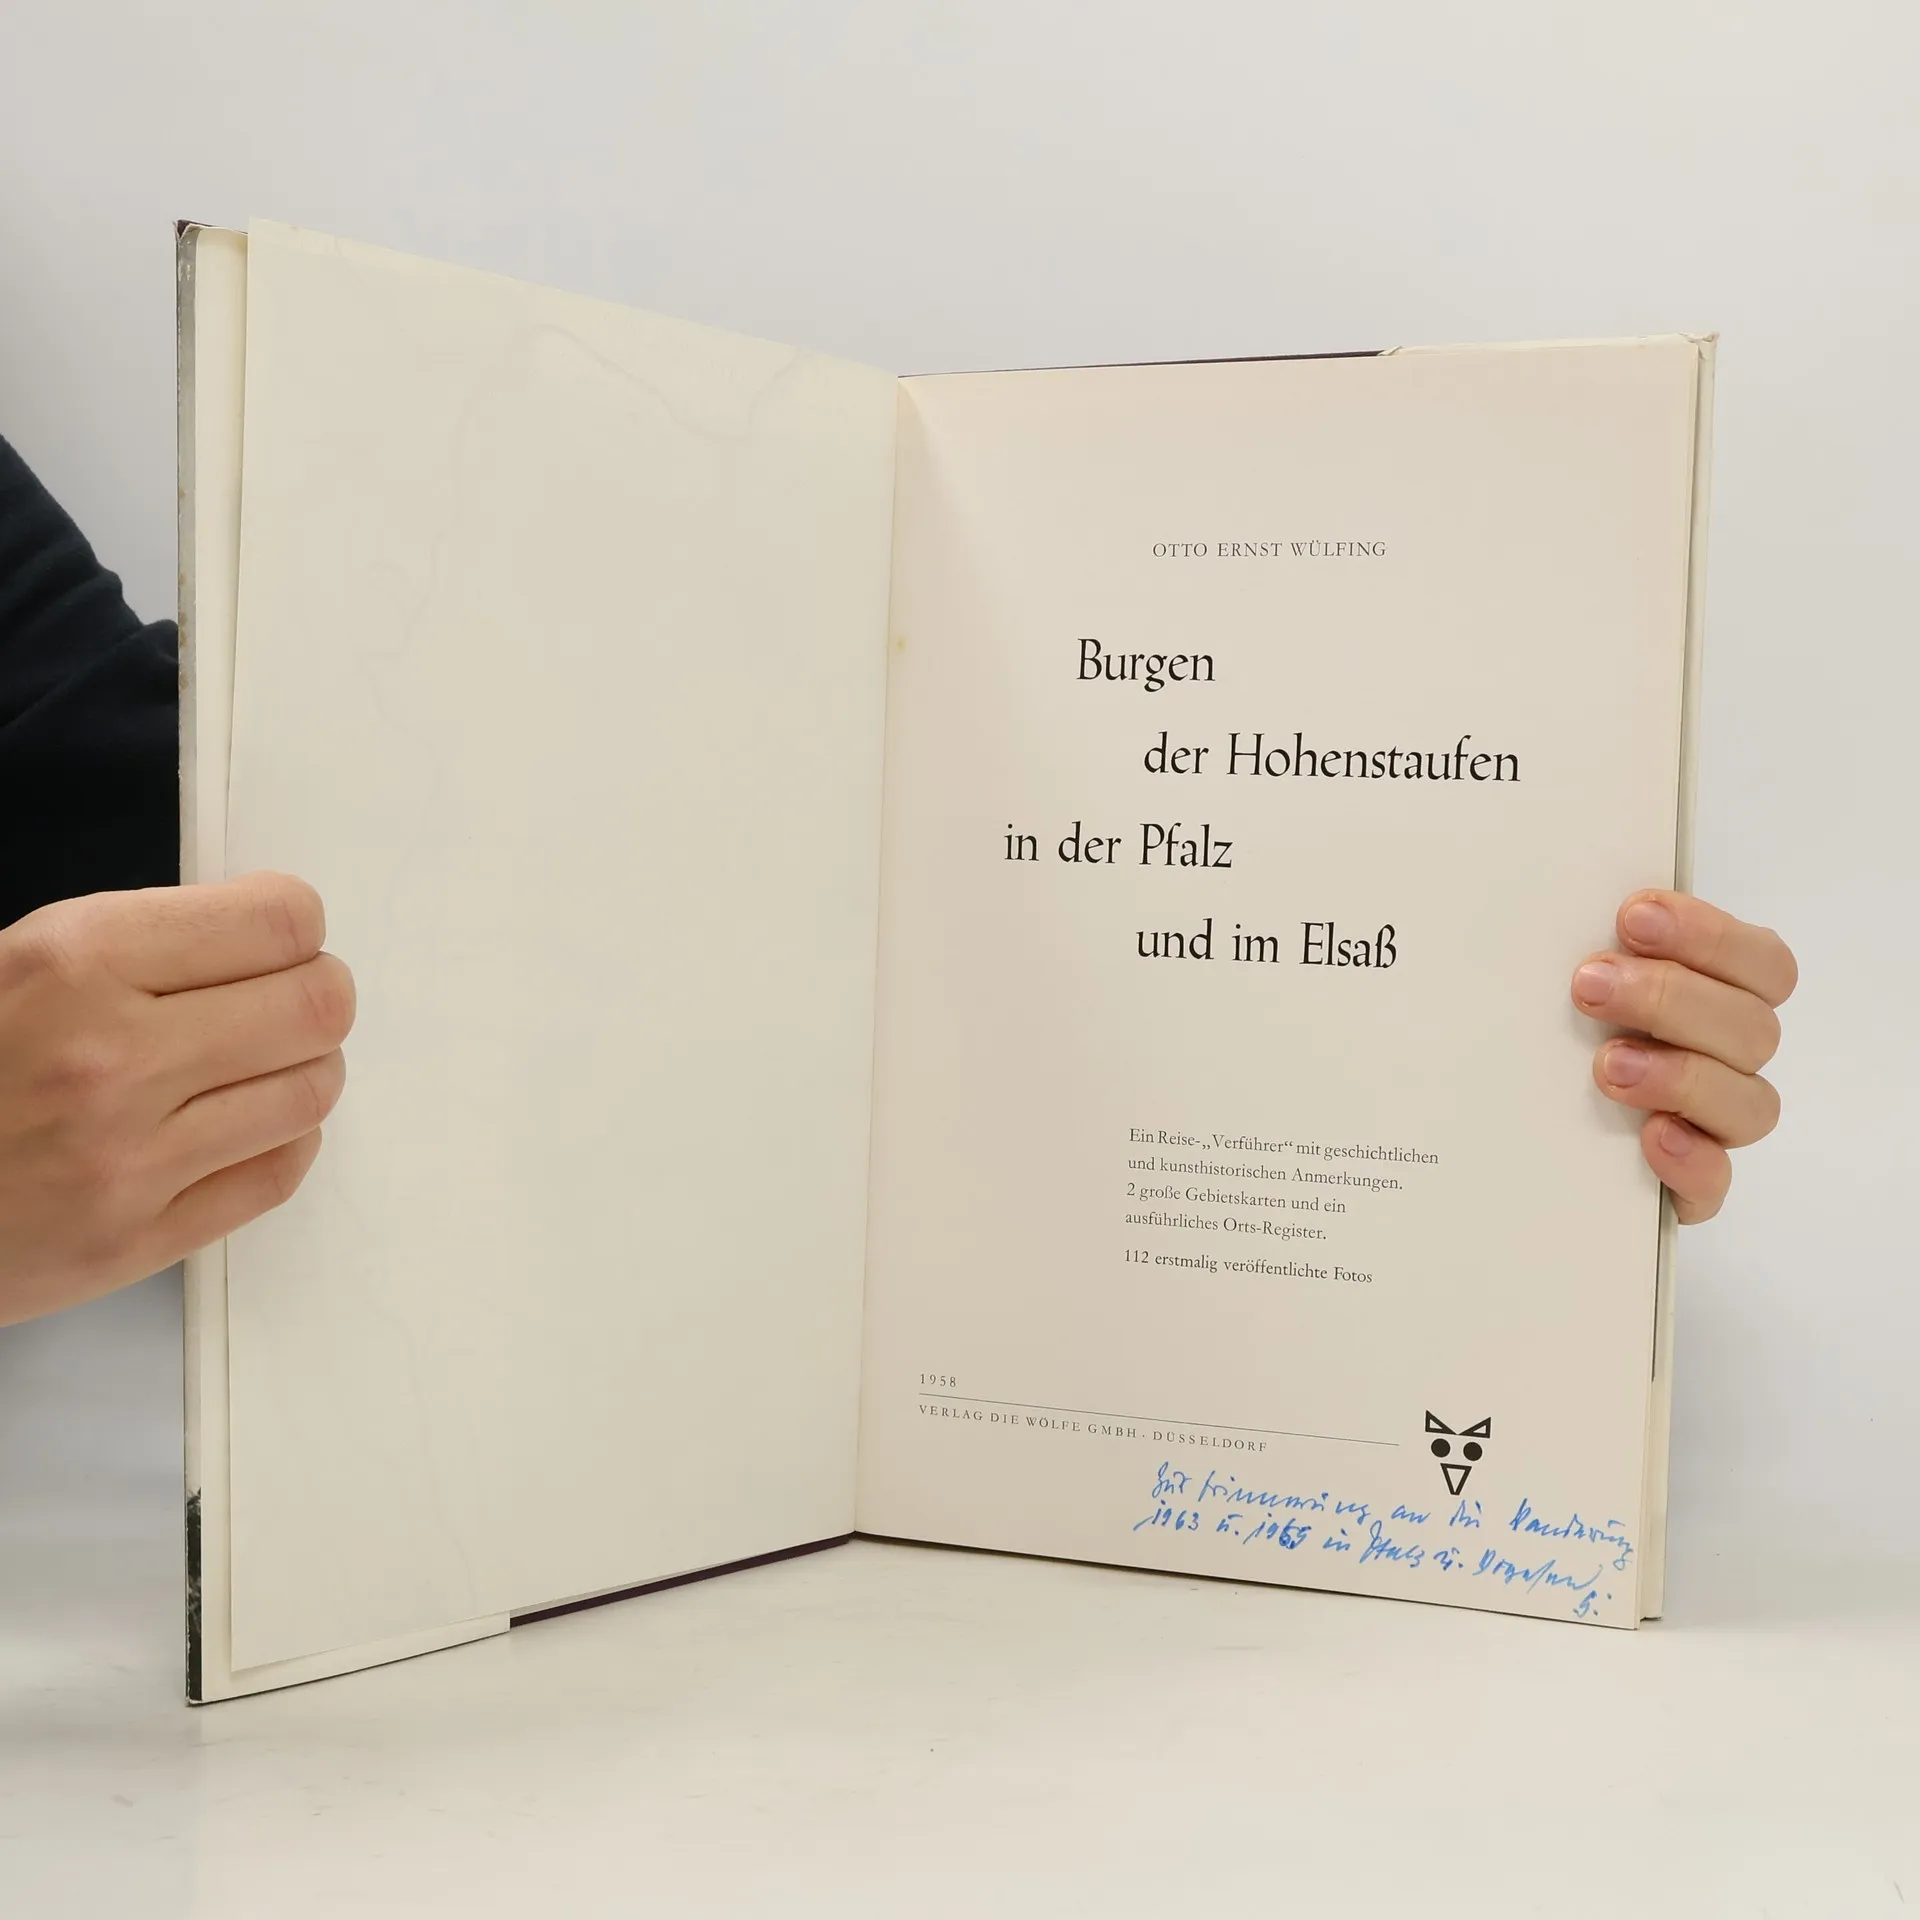 OTTO ERNST WÜLFING
Burgen
der Hohenstaufen
in der Pfalz
und im Elsaß
Ein Reise-„Verführer“ mit geschichtlichen
und kunsthistorischen Anmerkungen.
2 große Gebietskarten und ein
ausführliches Orts-Register.
112 erstmalig veröffentlichte Fotos
1958
VERLAG DIE WÖLFE GMBH · DÜSSELDORF
Zur Erinnerung an die Wanderung
1963 u. 1965 in Pfalz u. Vogesen